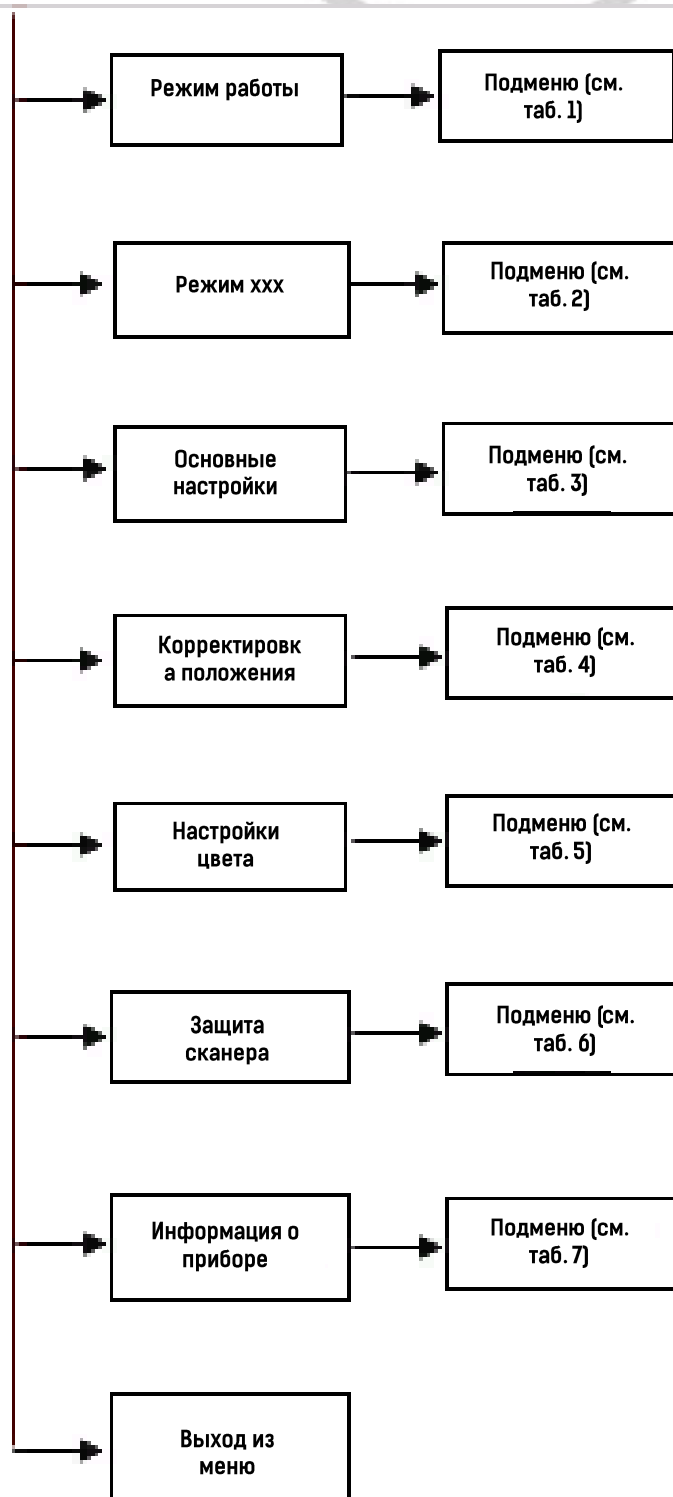 Режим работы
Подменю (см.
таб. 1)
Режим xxx
Подменю (см.
таб. 2)
Основные
настройки
Подменю (см.
таб. 3)
Корректировк
а положения
Подменю (см.
таб. 4)
Настройки
цвета
Подменю (см.
таб. 5)
Защита
сканера
Подменю (см.
таб. 6)
Информация о
приборе
Подменю (см.
таб. 7)
Выход из
меню